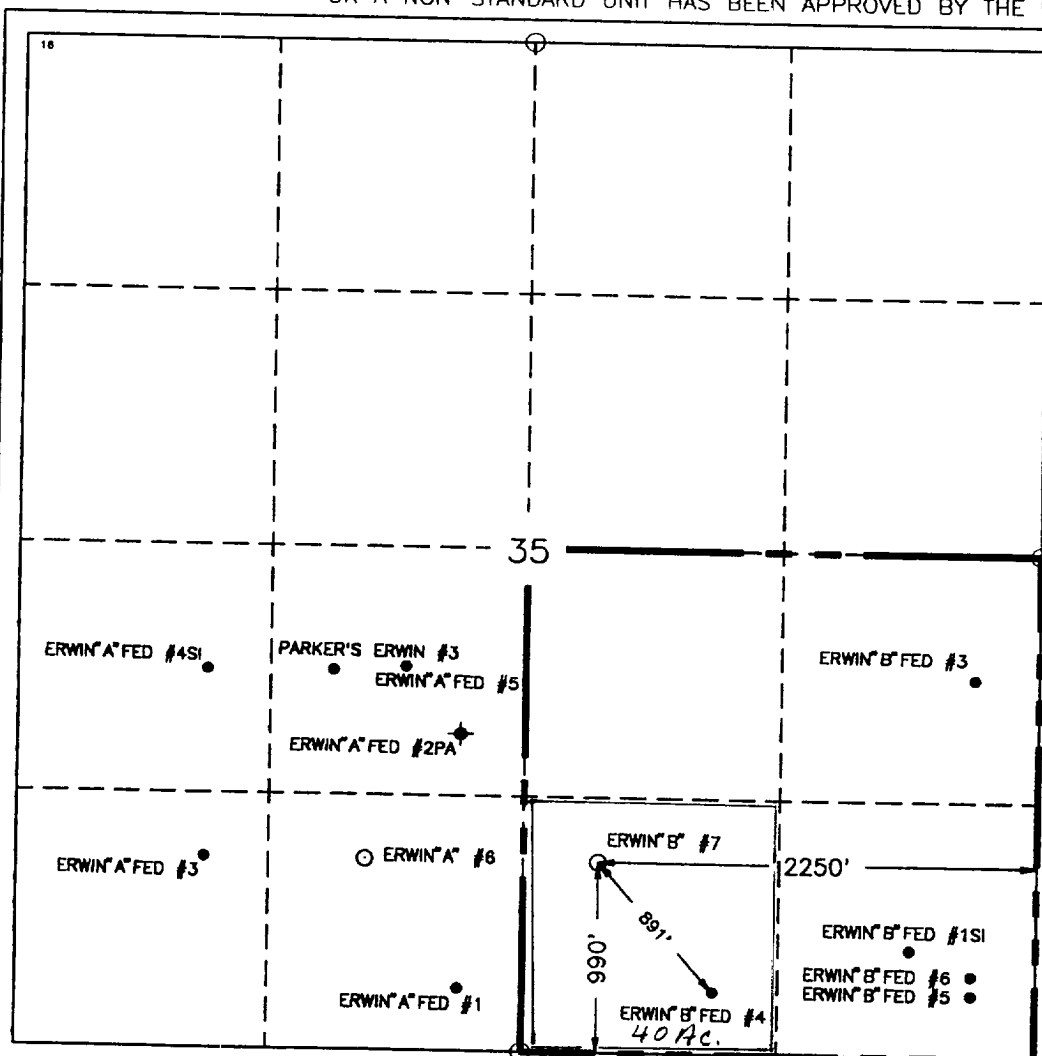 OR A NON-STANDARD UNIT HAS BEEN APPROVED BY THE
16
35
ERWIN"A"FED #4SI
PARKER'S ERWIN #3
ERWIN"A"FED #5
ERWIN"B"FED #3
ERWIN"A"FED #2PA
ERWIN"B" #7
ERWIN"A"FED #3
ERWIN"A" #6
2250'
891'
990'
ERWIN"B"FED #1SI
ERWIN"B"FED #6
ERWIN"B"FED #5
ERWIN"A"FED #1
ERWIN"B"FED #4
40 Ac.